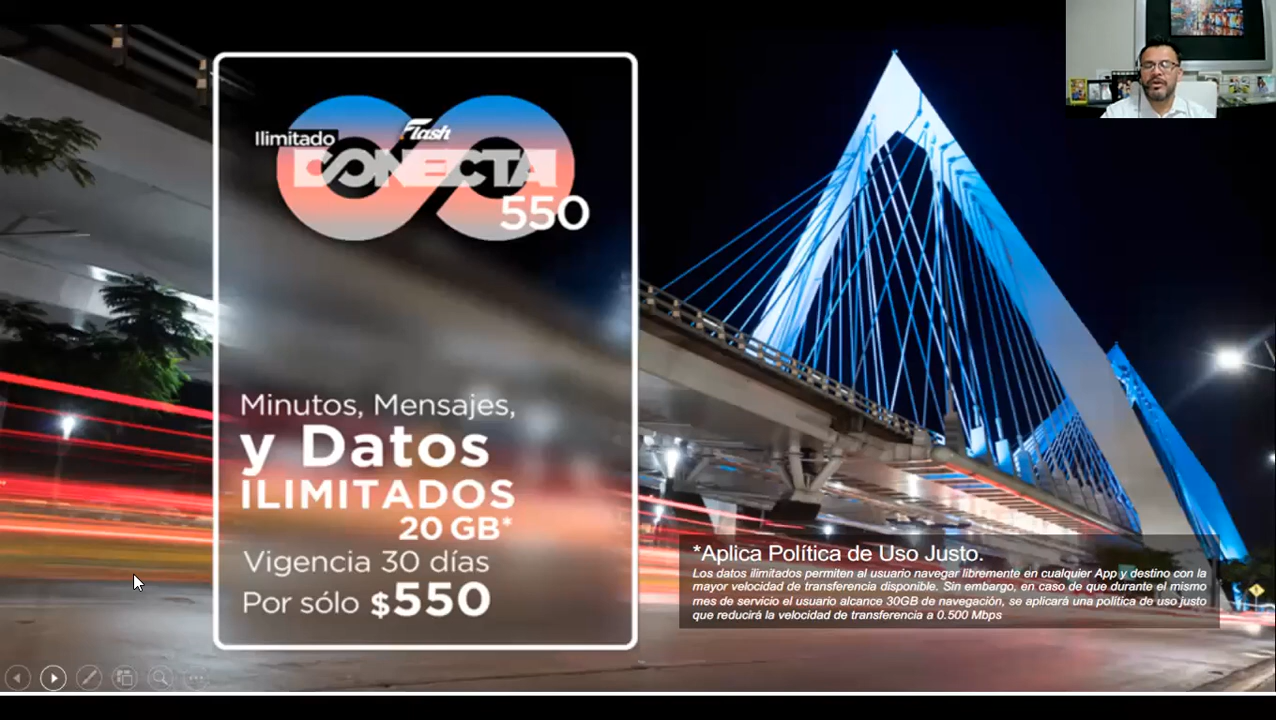 Ilimitado
Flash
CONECTA
550
Minutos, Mensajes,
y Datos
ILIMITADOS
20 GB*
Vigencia 30 días
Por sólo $550
*Aplica Política de Uso Justo.
Los datos ilimitados permiten al usuario navegar libremente en cualquier App y destino con la
mayor velocidad de transferencia disponible. Sin embargo, en caso de que durante el mismo
mes de servicio el usuario alcance 30GB de navegación, se aplicará una política de uso justo
que reducirá la velocidad de transferencia a 0.500 Mbps